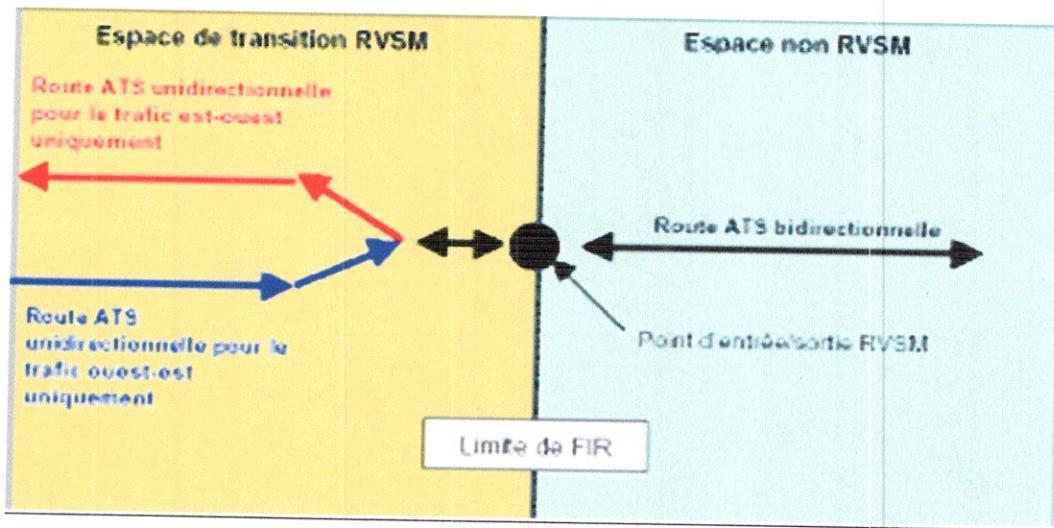 Espace de transition RVSM
Espace non RVSM
Route ATS unidirectionnelle
pour le trafic est-ouest
uniquement
Route ATS bidirectionnelle
Route ATS
unidirectionnelle pour le
trafic ouest-est
uniquement
Point d'entrée/sortie RVSM
Limite de FIR